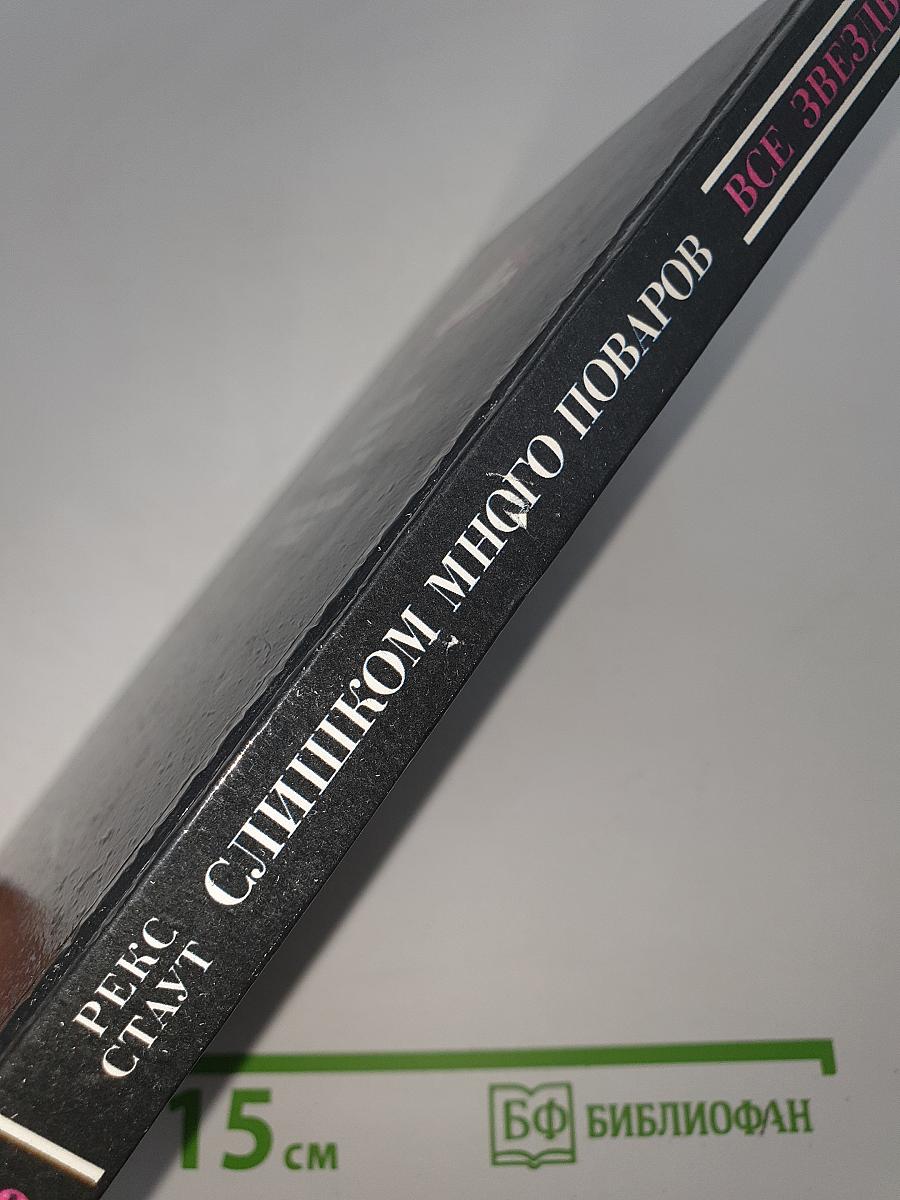 РЕКС
СТАУТ
СЛИШКОМ МНОГО ПОВАРОВ
ВСЕ ЗВЕЗДЫ
15 см
БФ БИБЛИОФАН